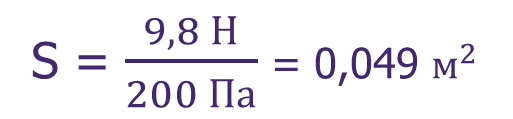 S = 9,8 Н / 200 Па = 0,049 м²